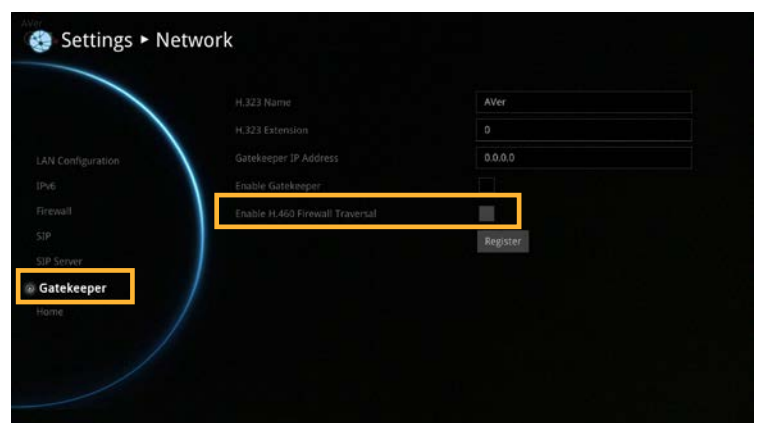 AVer
Settings ▸ Network
H.323 Name
AVer
H.323 Extension
0
Gatekeeper IP Address
0.0.0.0
Enable Gatekeeper
Enable H.460 Firewall Traversal
Register
LAN Configuration
IPv6
Firewall
SIP
SIP Server
Gatekeeper
Home